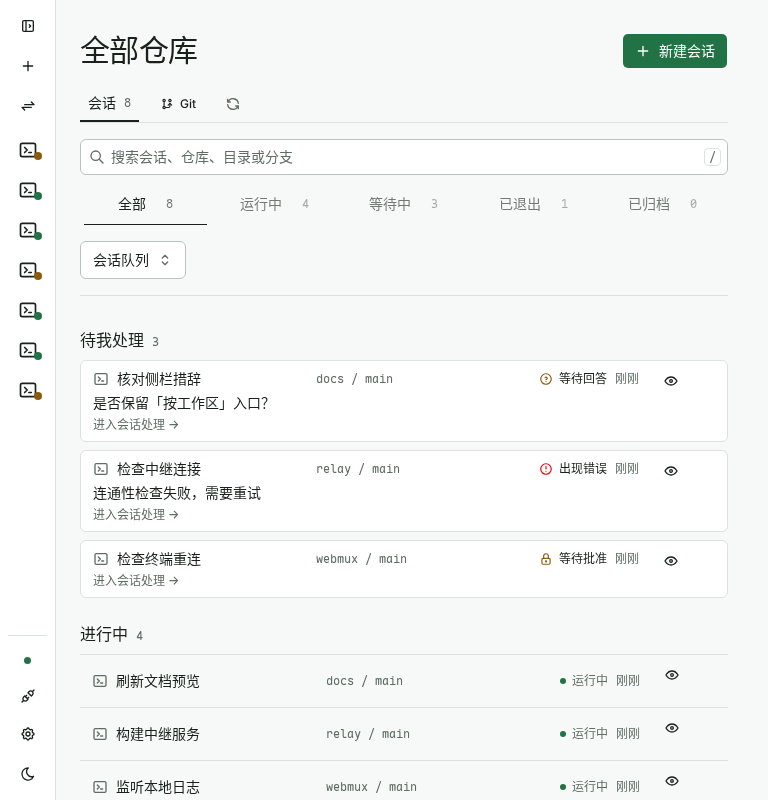 全部仓库
新建会话
会话 8
Git
搜索会话、仓库、目录或分支
/
全部 8
运行中 4
等待中 3
已退出 1
已归档 0
会话队列
待我处理 3
核对侧栏措辞 docs / main 等待回答 刚刚
是否保留「按工作区」入口?
进入会话处理 →
检查中继连接 relay / main 出现错误 刚刚
连通性检查失败，需要重试
进入会话处理 →
检查终端重连 webmux / main 等待批准 刚刚
进入会话处理 →
进行中 4
刷新文档预览 docs / main 运行中 刚刚
构建中继服务 relay / main 运行中 刚刚
监听本地日志 webmux / main 运行中 刚刚